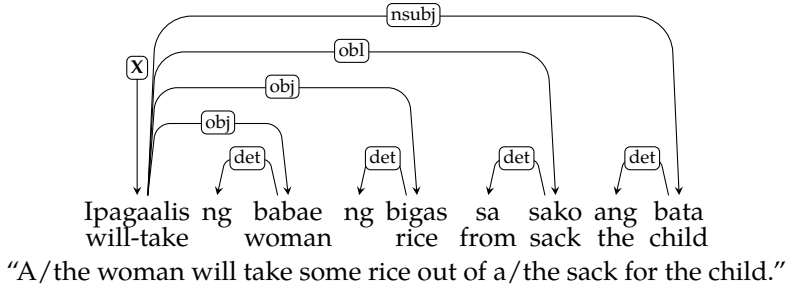 nsubj
obl
X
obj
obj
det det det det
Ipagaalis ng babae ng bigas sa sako ang bata
will-take woman rice from sack the child
“A/the woman will take some rice out of a/the sack for the child.”